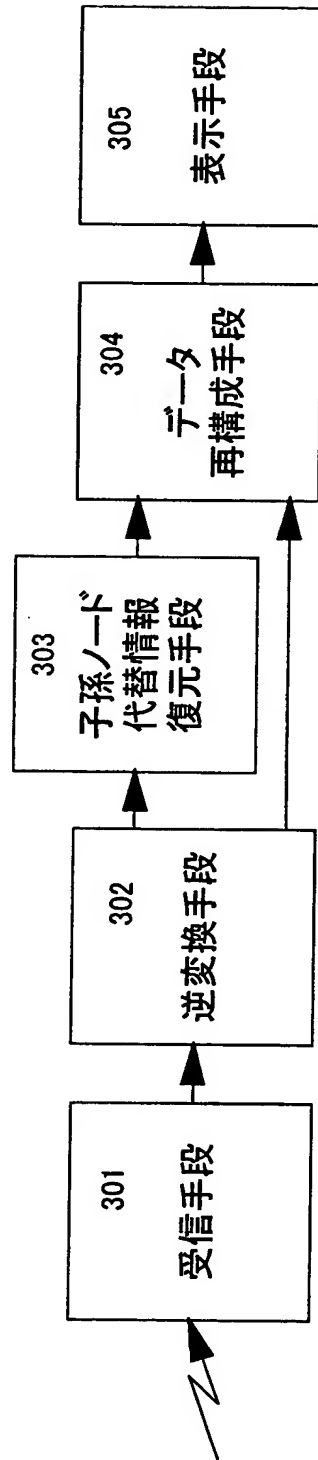 301
受信手段
302
逆変換手段
303
子孫ノード
代替情報
復元手段
304
データ
再構成手段
305
表示手段